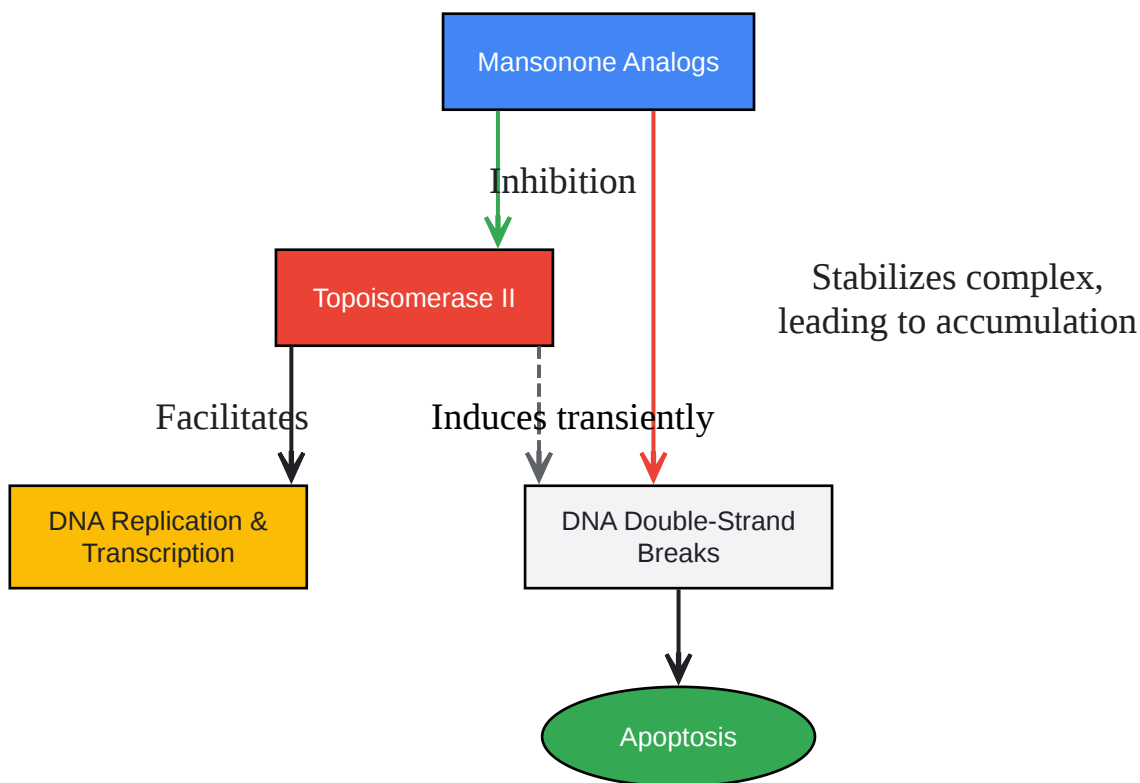 Mansonone Analogs
Inhibition
Topoisomerase II
Stabilizes complex,
leading to accumulation
Facilitates
Induces transiently
DNA Replication &
Transcription
DNA Double-Strand
Breaks
Apoptosis